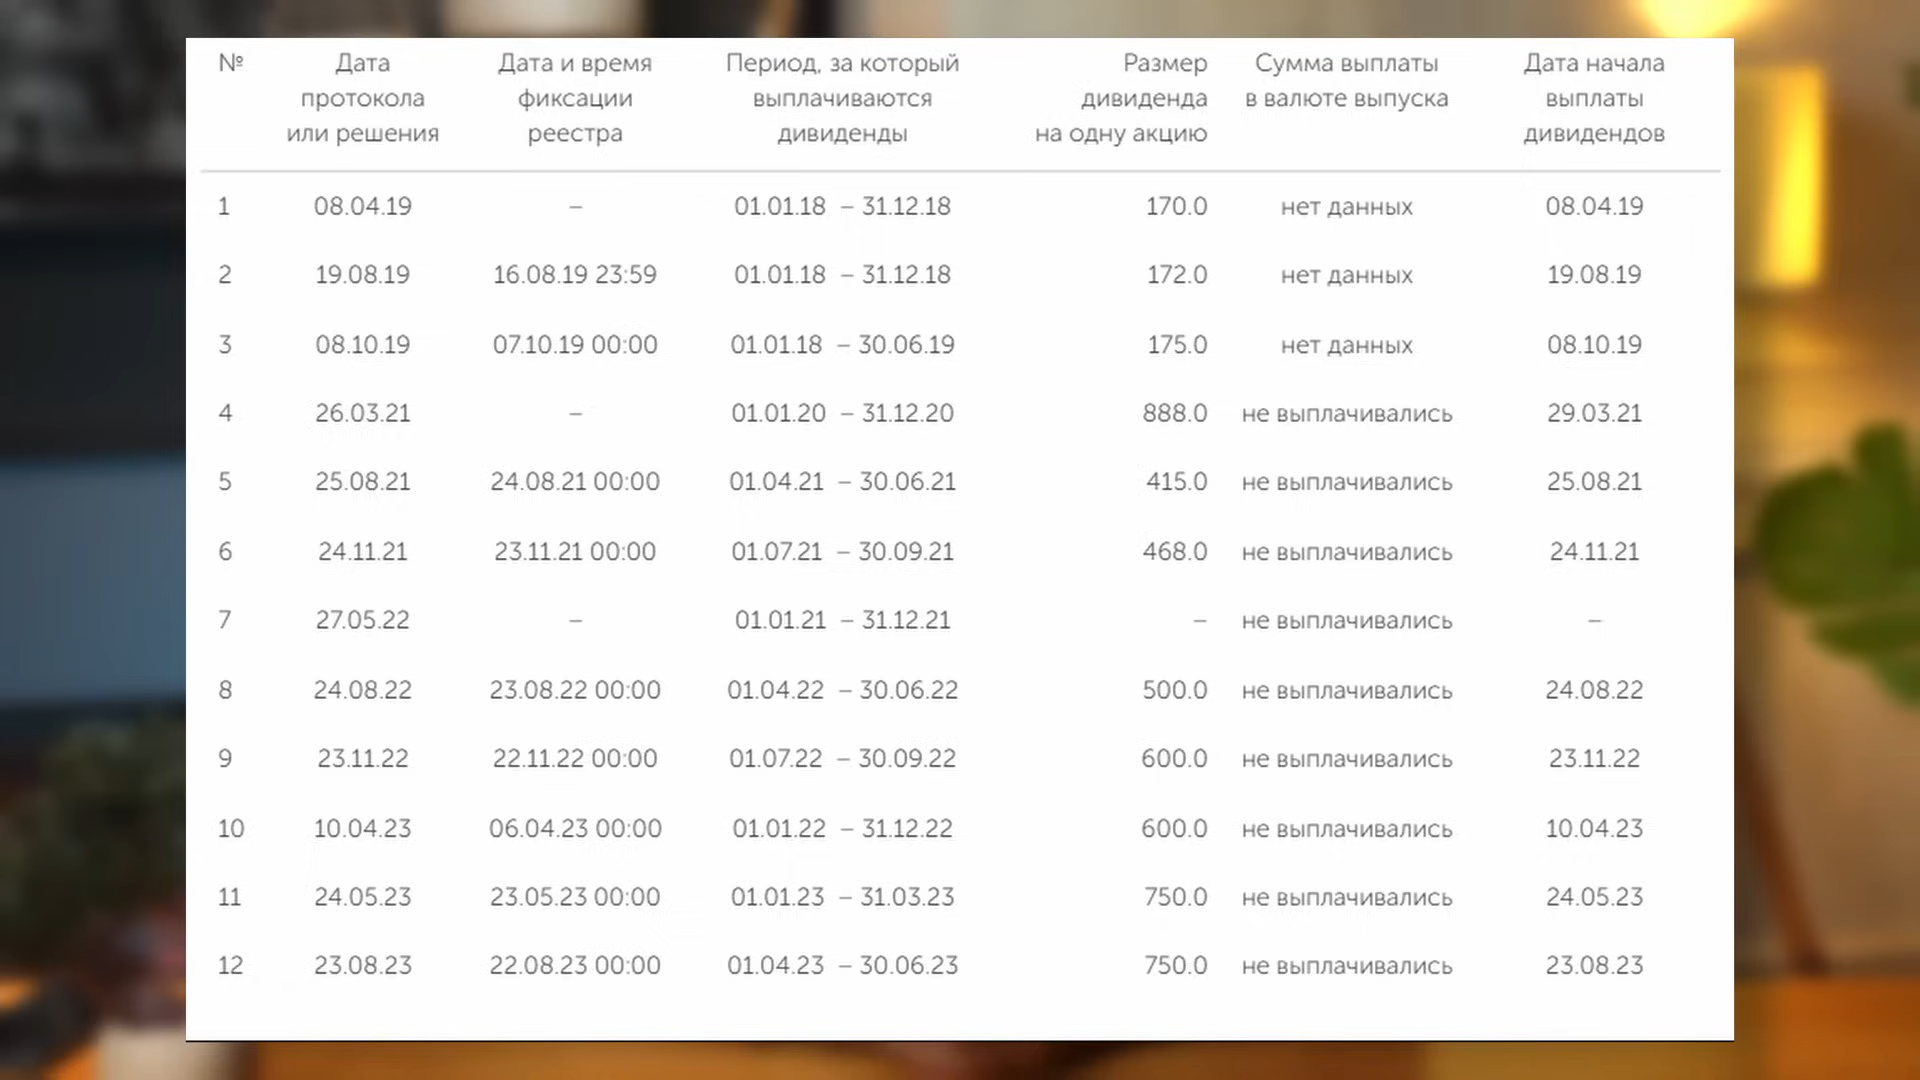 № Дата протокола или решения Дата и время фиксации реестра Период, за который выплачиваются дивиденды Размер дивиденда на одну акцию Сумма выплаты в валюте выпуска Дата начала выплаты дивидендов
1 08.04.19 – 01.01.18 – 31.12.18 170.0 нет данных 08.04.19
2 19.08.19 16.08.19 23:59 01.01.18 – 31.12.18 172.0 нет данных 19.08.19
3 08.10.19 07.10.19 00:00 01.01.18 – 30.06.19 175.0 нет данных 08.10.19
4 26.03.21 – 01.01.20 – 31.12.20 888.0 не выплачивались 29.03.21
5 25.08.21 24.08.21 00:00 01.04.21 – 30.06.21 415.0 не выплачивались 25.08.21
6 24.11.21 23.11.21 00:00 01.07.21 – 30.09.21 468.0 не выплачивались 24.11.21
7 27.05.22 – 01.01.21 – 31.12.21 – не выплачивались –
8 24.08.22 23.08.22 00:00 01.04.22 – 30.06.22 500.0 не выплачивались 24.08.22
9 23.11.22 22.11.22 00:00 01.07.22 – 30.09.22 600.0 не выплачивались 23.11.22
10 10.04.23 06.04.23 00:00 01.01.22 – 31.12.22 600.0 не выплачивались 10.04.23
11 24.05.23 23.05.23 00:00 01.01.23 – 31.03.23 750.0 не выплачивались 24.05.23
12 23.08.23 22.08.23 00:00 01.04.23 – 30.06.23 750.0 не выплачивались 23.08.23